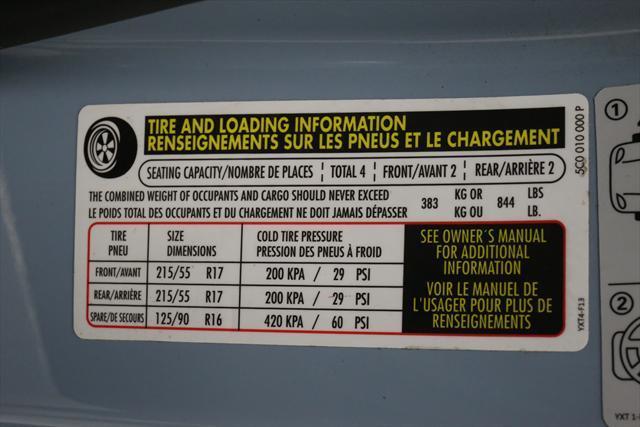 TIRE AND LOADING INFORMATION
RENSEIGNEMENTS SUR LES PNEUS ET LE CHARGEMENT
SEATING CAPACITY/NOMBRE DE PLACES TOTAL 4 FRONT/AVANT 2 REAR/ARRIÈRE 2
THE COMBINED WEIGHT OF OCCUPANTS AND CARGO SHOULD NEVER EXCEED 383 KG OR 844 LBS
LE POIDS TOTAL DES OCCUPANTS ET DU CHARGEMENT NE DOIT JAMAIS DÉPASSER KG OU LB.
TIRE SIZE COLD TIRE PRESSURE
PNEU DIMENSIONS PRESSION DES PNEUS À FROID
FRONT/AVANT 215/55 R17 200 KPA / 29 PSI
REAR/ARRIÈRE 215/55 R17 200 KPA / 29 PSI
SPARE/DE SECOURS 125/90 R16 420 KPA / 60 PSI
SEE OWNER´S MANUAL
FOR ADDITIONAL
INFORMATION
VOIR LE MANUEL DE
L'USAGER POUR PLUS DE
RENSEIGNEMENTS
5C0 010 000 P
YXT4-F13
1
2
YXT 1-